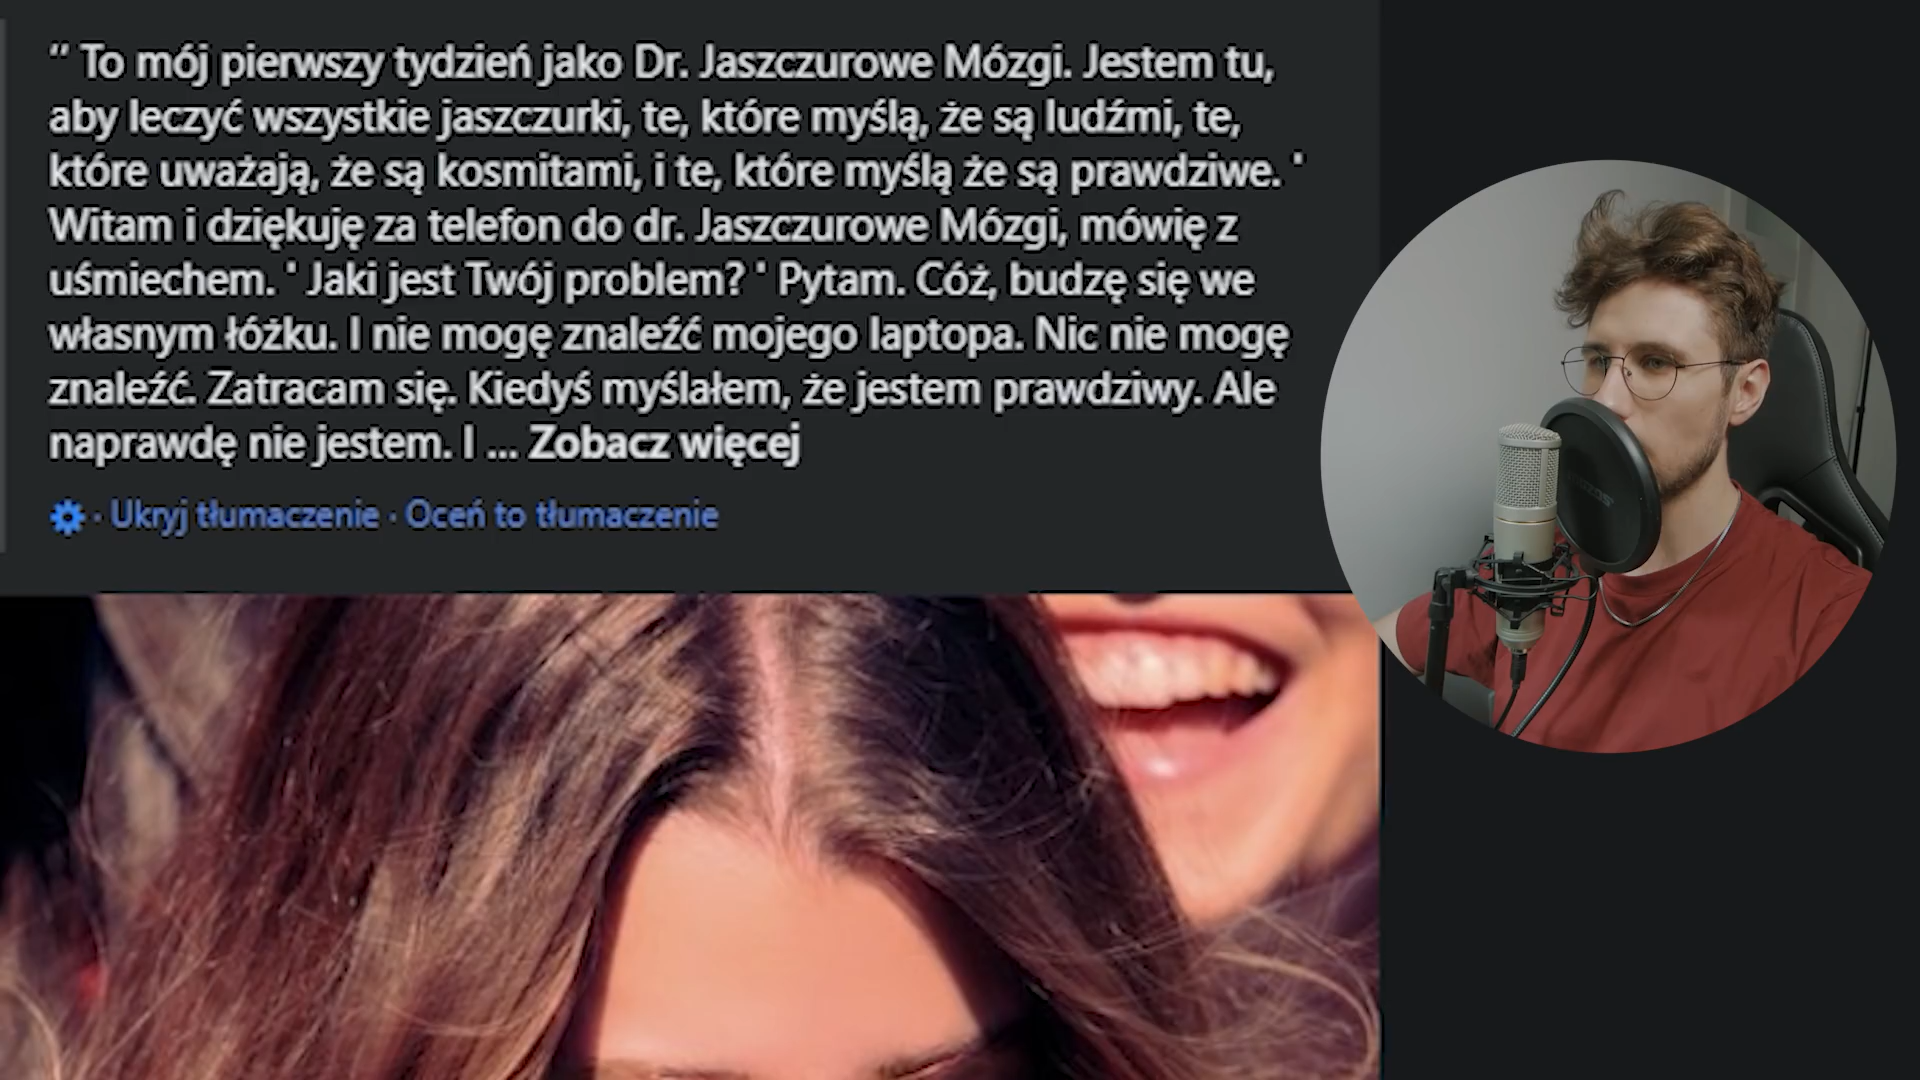 “ To mój pierwszy tydzień jako Dr. Jaszczurowe Mózgi. Jestem tu,
aby leczyć wszystkie jaszczurki, te, które myślą, że są ludźmi, te,
które uważają, że są kosmitami, i te, które myślą że są prawdziwe. '
Witam i dziękuję za telefon do dr. Jaszczurowe Mózgi, mówię z
uśmiechem. ' Jaki jest Twój problem? ' Pytam. Cóż, budzę się we
własnym łóżku. I nie mogę znaleźć mojego laptopa. Nic nie mogę
znaleźć. Zatracam się. Kiedyś myślałem, że jestem prawdziwy. Ale
naprawdę nie jestem. I ... Zobacz więcej
· Ukryj tłumaczenie · Oceń to tłumaczenie